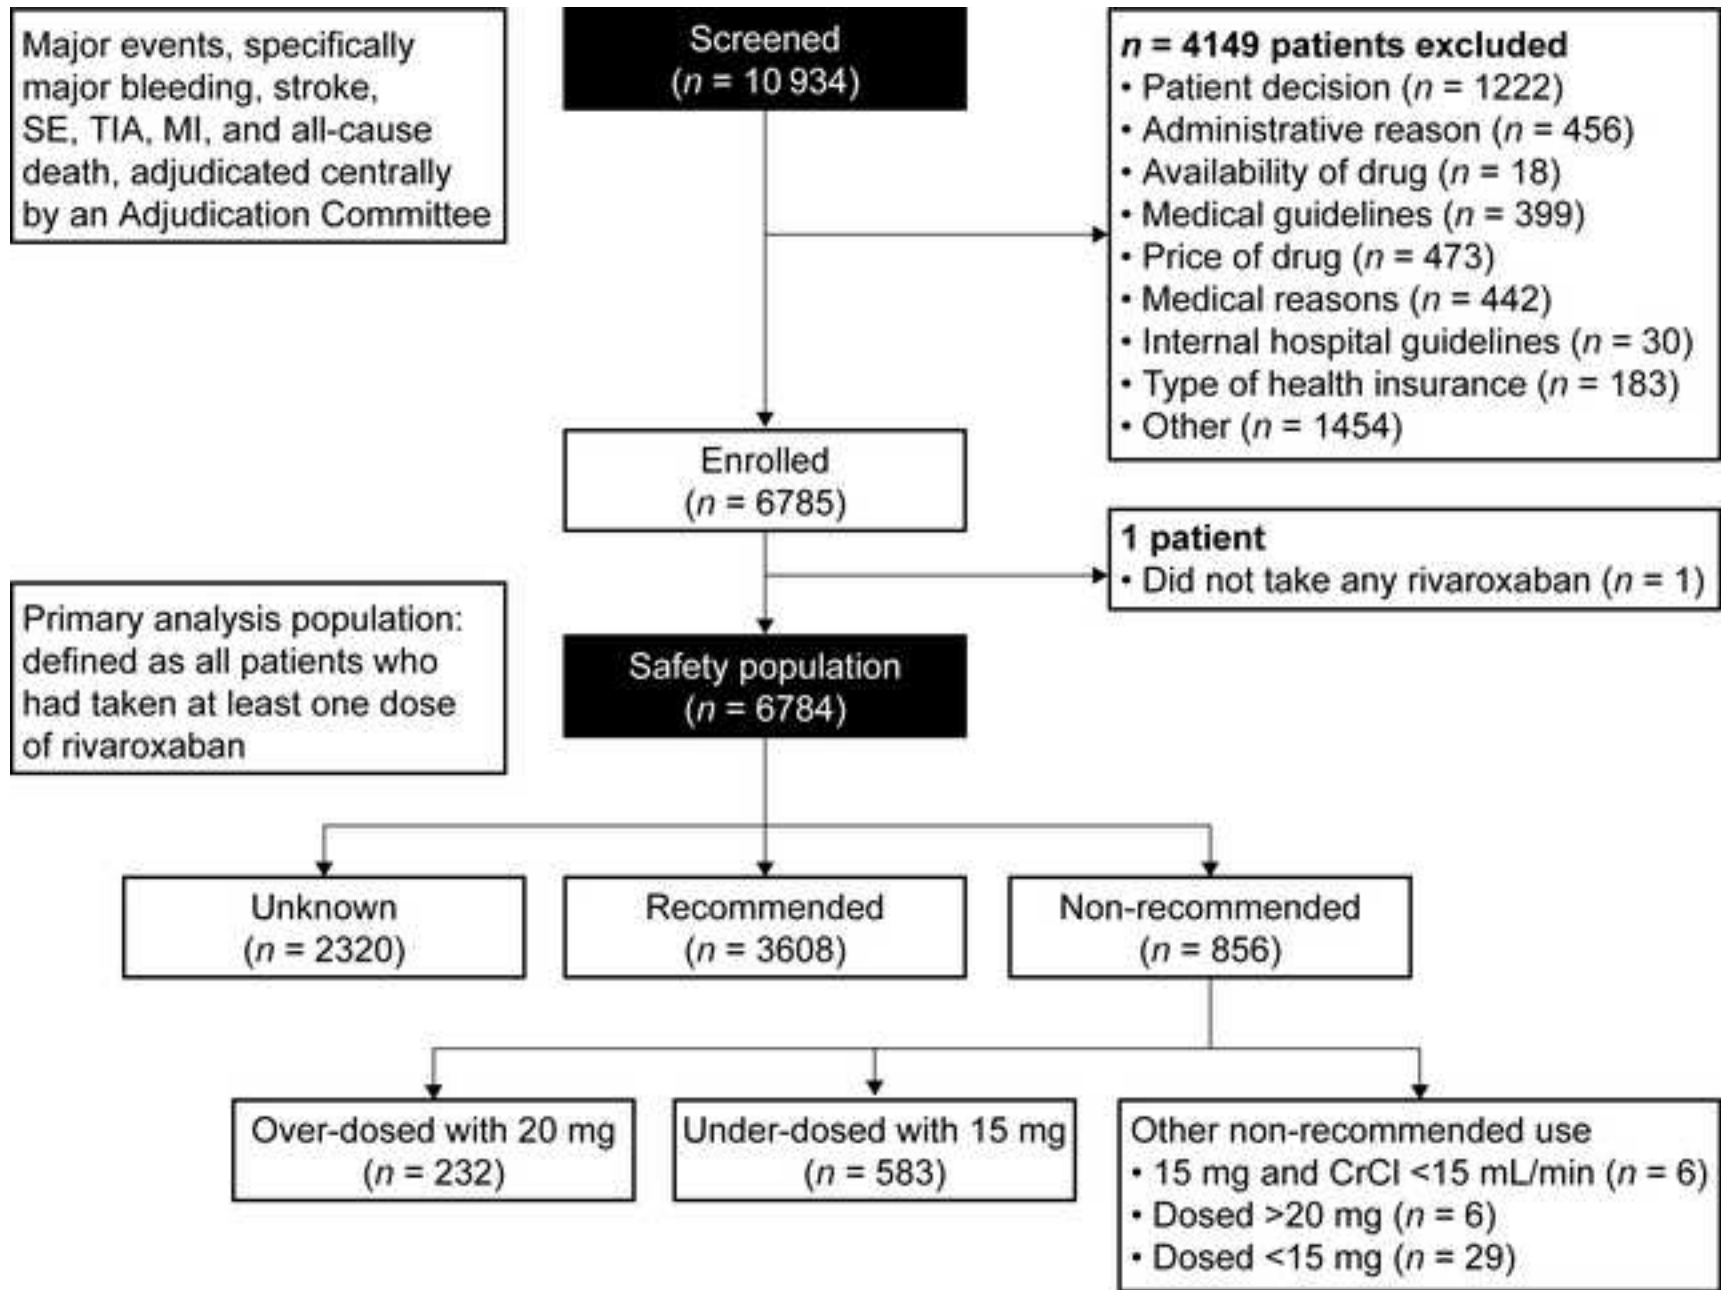 Major events, specifically
major bleeding, stroke,
SE, TIA, MI, and all-cause
death, adjudicated centrally
by an Adjudication Committee
Screened
(n = 10 934)
n = 4149 patients excluded
• Patient decision (n = 1222)
• Administrative reason (n = 456)
• Availability of drug (n = 18)
• Medical guidelines (n = 399)
• Price of drug (n = 473)
• Medical reasons (n = 442)
• Internal hospital guidelines (n = 30)
• Type of health insurance (n = 183)
• Other (n = 1454)
Enrolled
(n = 6785)
1 patient
• Did not take any rivaroxaban (n = 1)
Primary analysis population:
defined as all patients who
had taken at least one dose
of rivaroxaban
Safety population
(n = 6784)
Unknown
(n = 2320)
Recommended
(n = 3608)
Non-recommended
(n = 856)
Over-dosed with 20 mg
(n = 232)
Under-dosed with 15 mg
(n = 583)
Other non-recommended use
• 15 mg and CrCl <15 mL/min (n = 6)
• Dosed >20 mg (n = 6)
• Dosed <15 mg (n = 29)